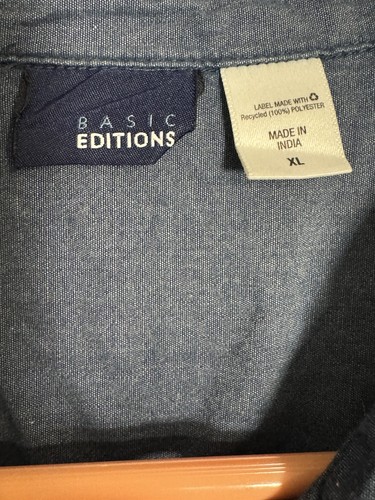 BASIC
EDITIONS
LABEL MADE WITH
Recycled (100%) POLYESTER
MADE IN
INDIA
XL